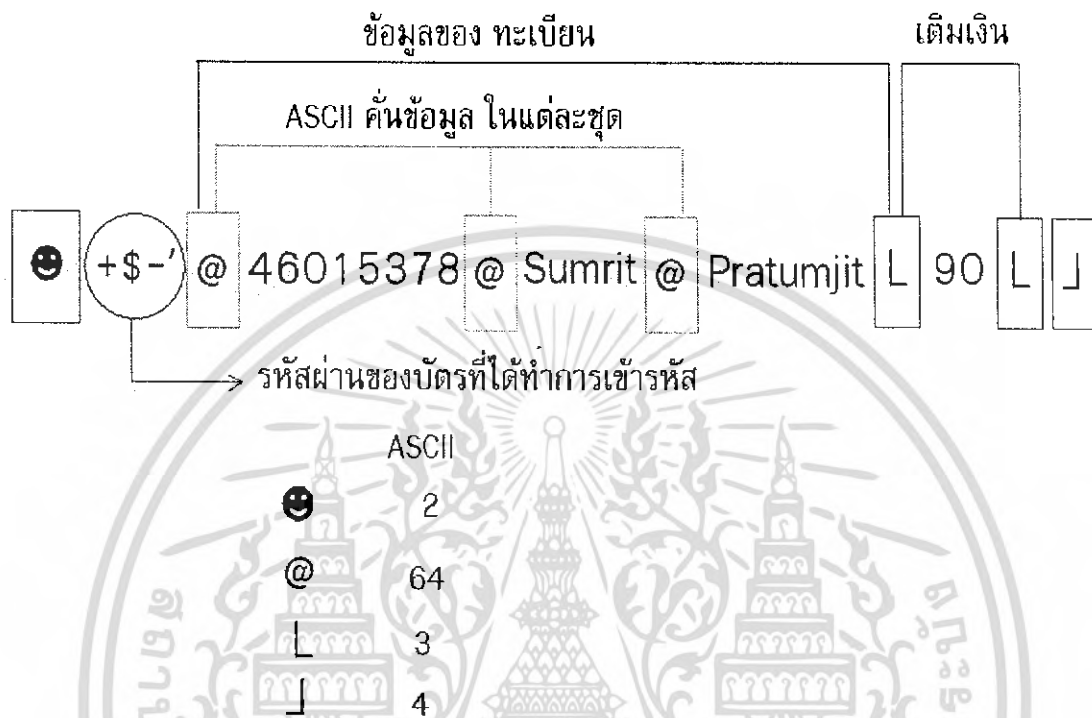 ข้อมูลของ ทะเบียน เติมเงิน
ASCII คั่นข้อมูล ในแต่ละชุด
☻ +$-' @ 46015378 @ Sumrit @ Pratumjit L 90 L ┘
รหัสผ่านของบัตรที่ได้ทำการเข้ารหัส
ASCII
☻ 2
@ 64
L 3
┘ 4